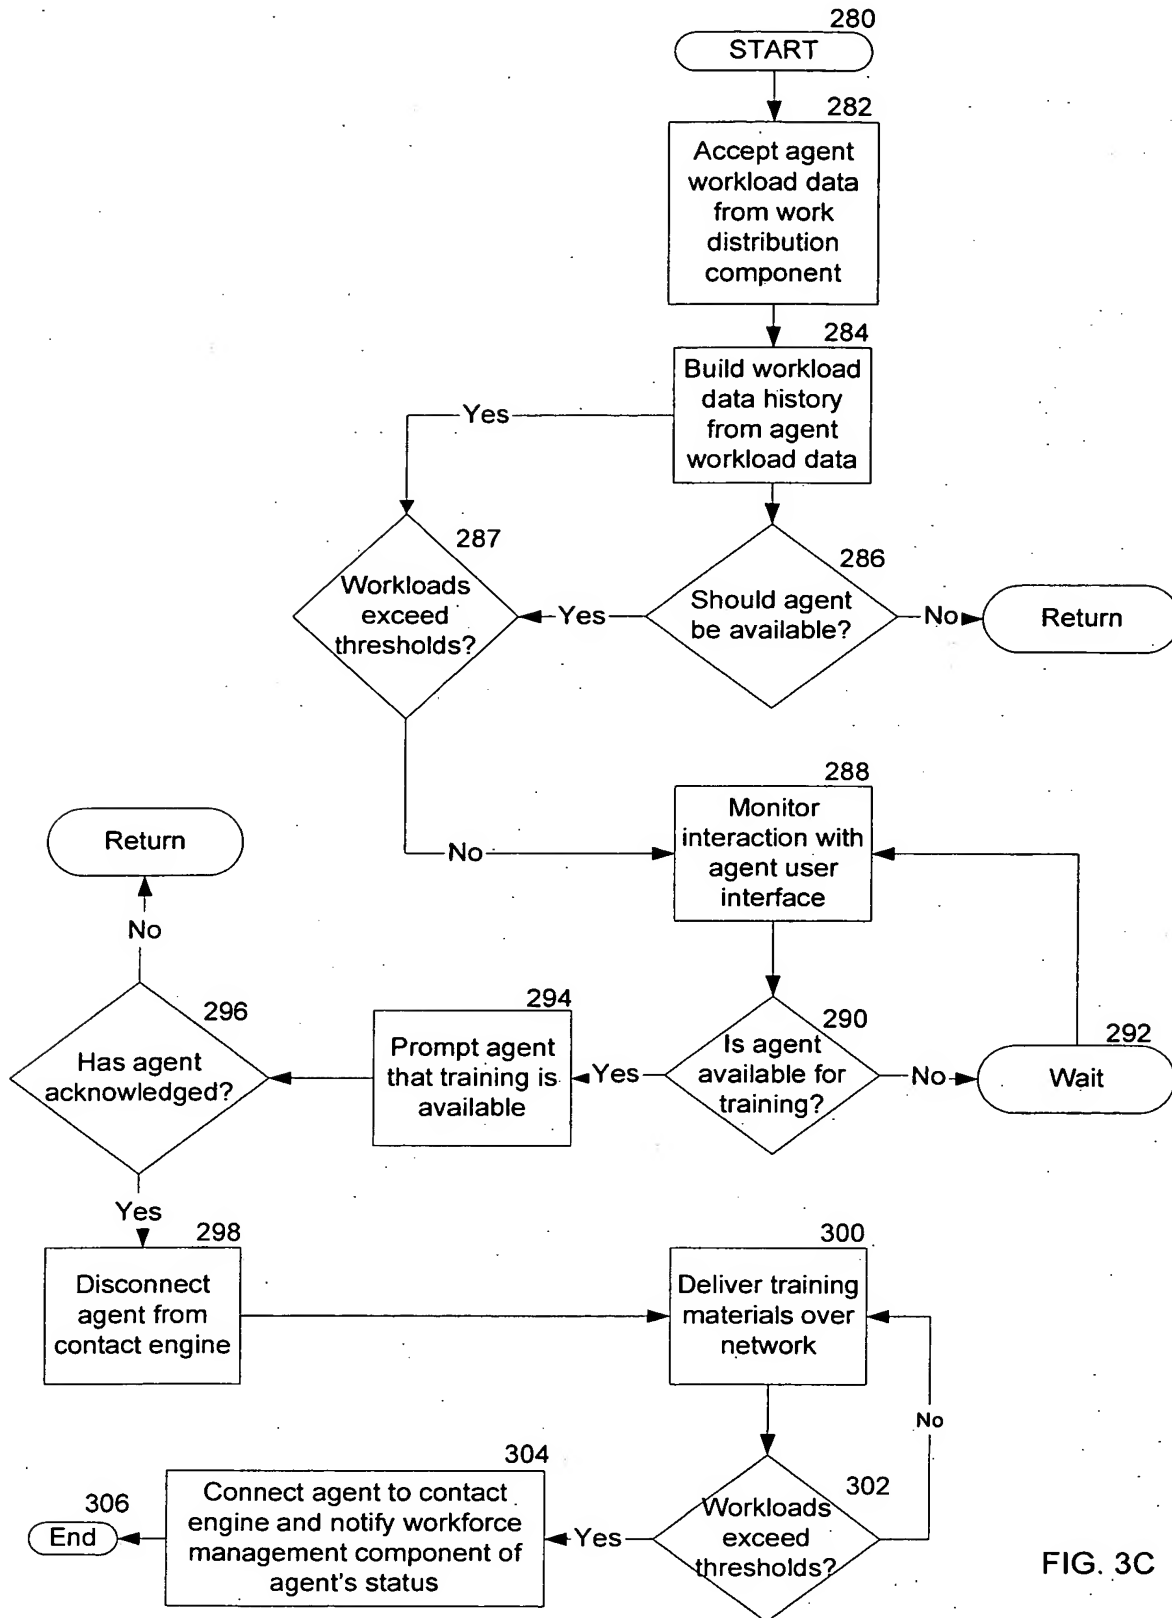 280
START
282
Accept agent
workload data
from work
distribution
component
284
Build workload
data history
from agent
workload data
Yes
287
Workloads
exceed
thresholds?
Yes
286
Should agent
be available?
No
Return
288
Monitor
interaction with
agent user
interface
No
Return
No
296
Has agent
acknowledged?
294
Prompt agent
that training is
available
Yes
290
Is agent
available for
training?
No
292
Wait
Yes
298
Disconnect
agent from
contact engine
300
Deliver training
materials over
network
No
302
Workloads
exceed
thresholds?
Yes
304
Connect agent to contact
engine and notify workforce
management component of
agent's status
306
End
FIG. 3C